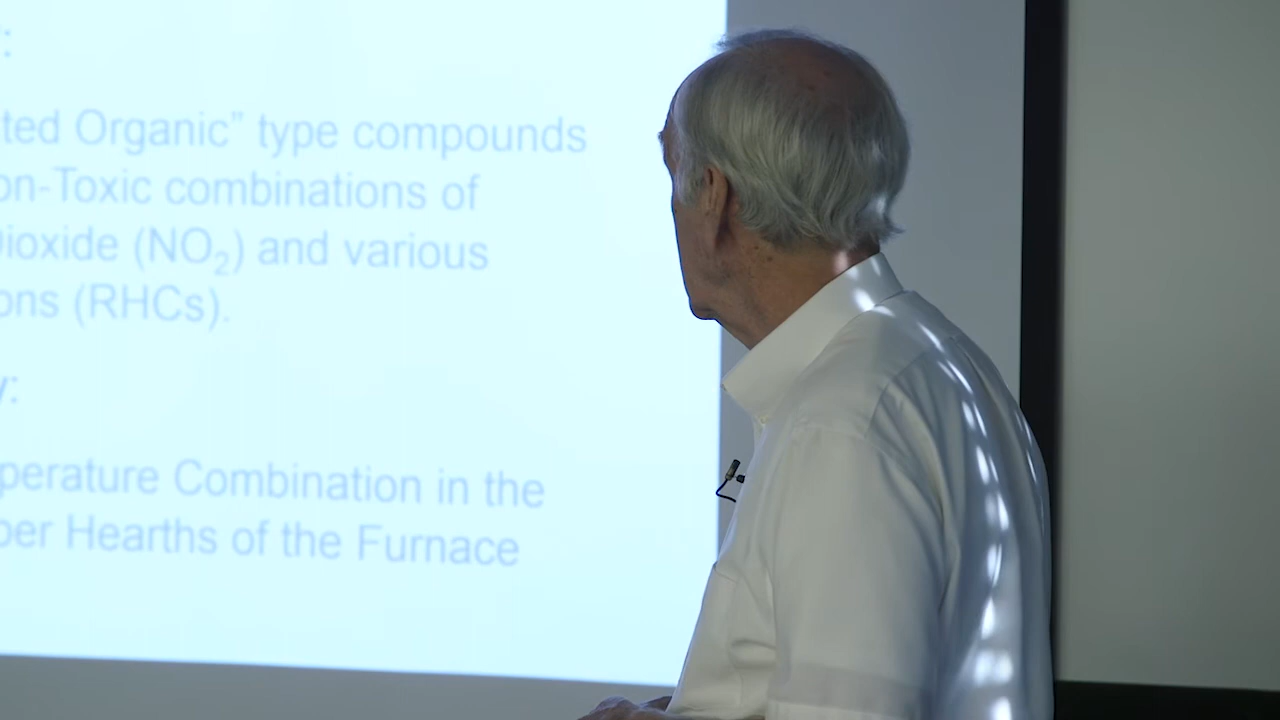 :
ted Organic” type compounds
on-Toxic combinations of
Dioxide (NO₂) and various
ons (RHCs).
y:
perature Combination in the
per Hearths of the Furnace